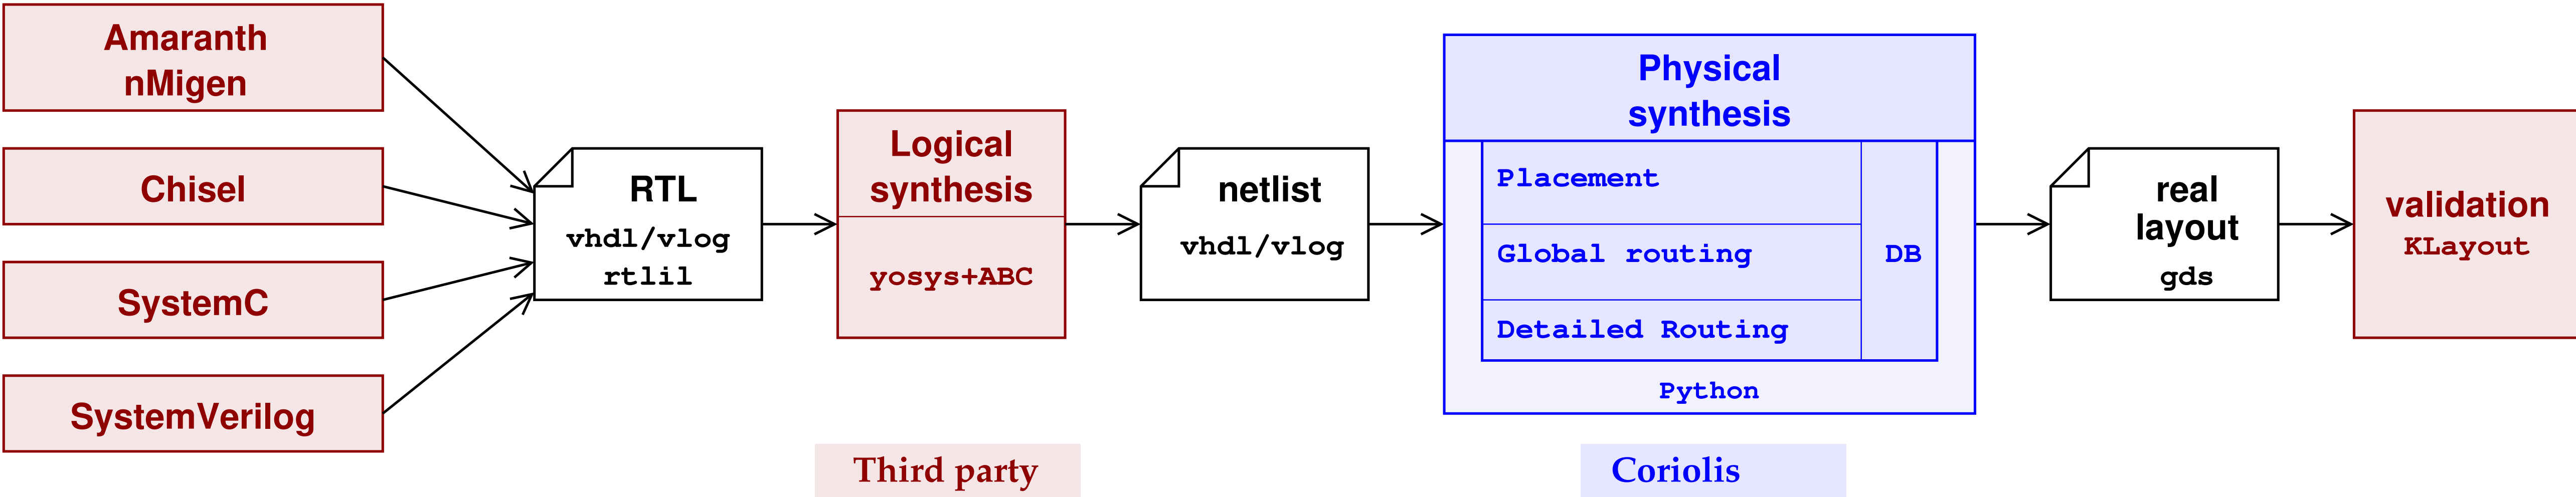 Amaranth
nMigen
Chisel
SystemC
SystemVerilog
RTL
vhdl/vlog
rtlil
Logical
synthesis
yosys+ABC
netlist
vhdl/vlog
Physical
synthesis
Placement
Global routing
Detailed Routing
DB
Python
real
layout
gds
validation
KLayout
Third party
Coriolis